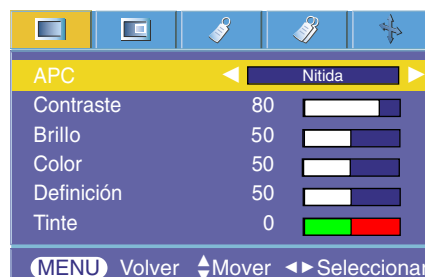 APC Nitida
Contraste 80
Brillo 50
Color 50
Definición 50
Tinte 0
MENU Volver Mover Seleccionar